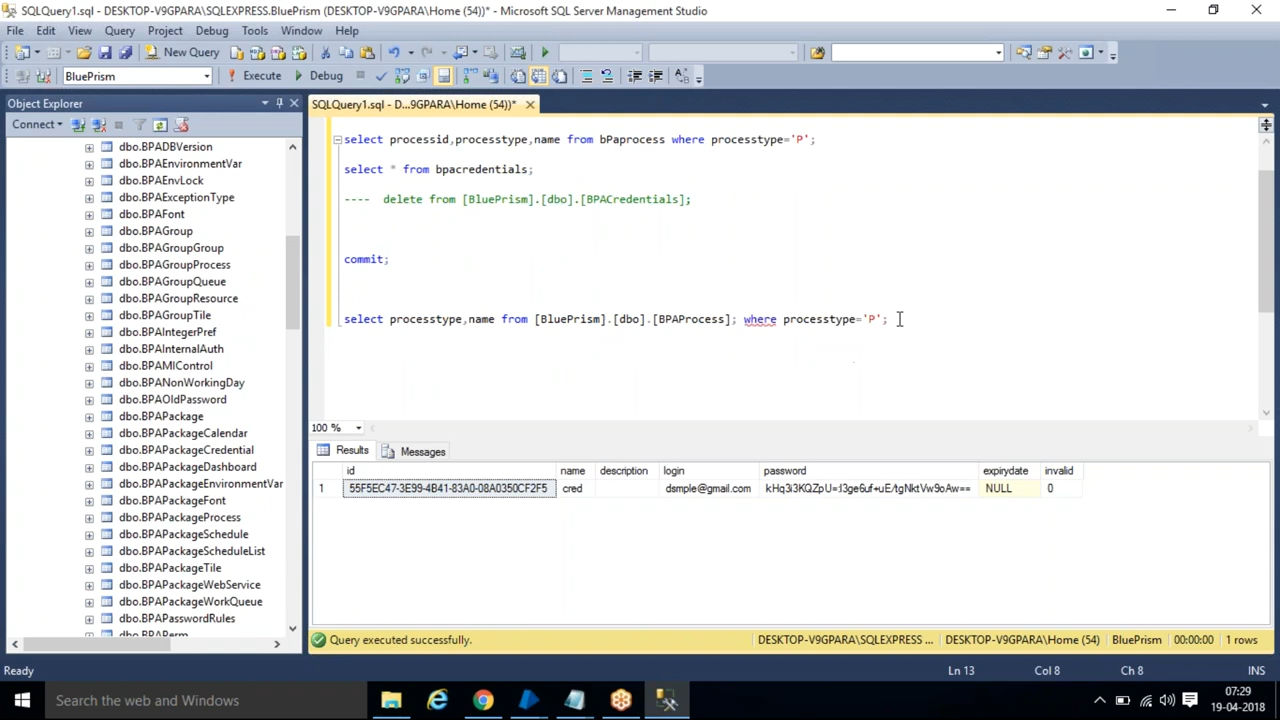 SQLQuery1.sql - DESKTOP-V9GPARA\SQLEXPRESS.BluePrism (DESKTOP-V9GPARA\Home (54))* - Microsoft SQL Server Management Studio
File Edit View Query Project Debug Tools Window Help
New Query
BluePrism Execute Debug
Object Explorer
SQLQuery1.sql - D...9GPARA\Home (54))*
Connect
dbo.BPADBVersion
dbo.BPAEnvironmentVar
dbo.BPAEnvLock
dbo.BPAExceptionType
dbo.BPAFont
dbo.BPAGroup
dbo.BPAGroupGroup
dbo.BPAGroupProcess
dbo.BPAGroupQueue
dbo.BPAGroupResource
dbo.BPAGroupTile
dbo.BPAIntegerPref
dbo.BPAInternalAuth
dbo.BPAMIControl
dbo.BPANonWorkingDay
dbo.BPAOldPassword
dbo.BPAPackage
dbo.BPAPackageCalendar
dbo.BPAPackageCredential
dbo.BPAPackageDashboard
dbo.BPAPackageEnvironmentVar
dbo.BPAPackageFont
dbo.BPAPackageProcess
dbo.BPAPackageSchedule
dbo.BPAPackageScheduleList
dbo.BPAPackageTile
dbo.BPAPackageWebService
dbo.BPAPackageWorkQueue
dbo.BPAPasswordRules
dbo.BPAPerm
select processid,processtype,name from bPaprocess where processtype='P';
select * from bpacredentials;
---- delete from [BluePrism].[dbo].[BPACredentials];
commit;
select processtype,name from [BluePrism].[dbo].[BPAProcess]; where processtype='P';
100 %
Results Messages
id name description login password expirydate invalid
1 55F5EC47-3E99-4B41-83A0-08A0350CF2F5 cred dsmple@gmail.com kHq3i3KQZpU=:I3ge6uf+uE/tgNktVw9oAw== NULL 0
Query executed successfully. DESKTOP-V9GPARA\SQLEXPRESS ... DESKTOP-V9GPARA\Home (54) BluePrism 00:00:00 1 rows
Ready Ln 13 Col 8 Ch 8 INS
Search the web and Windows
07:29
19-04-2018